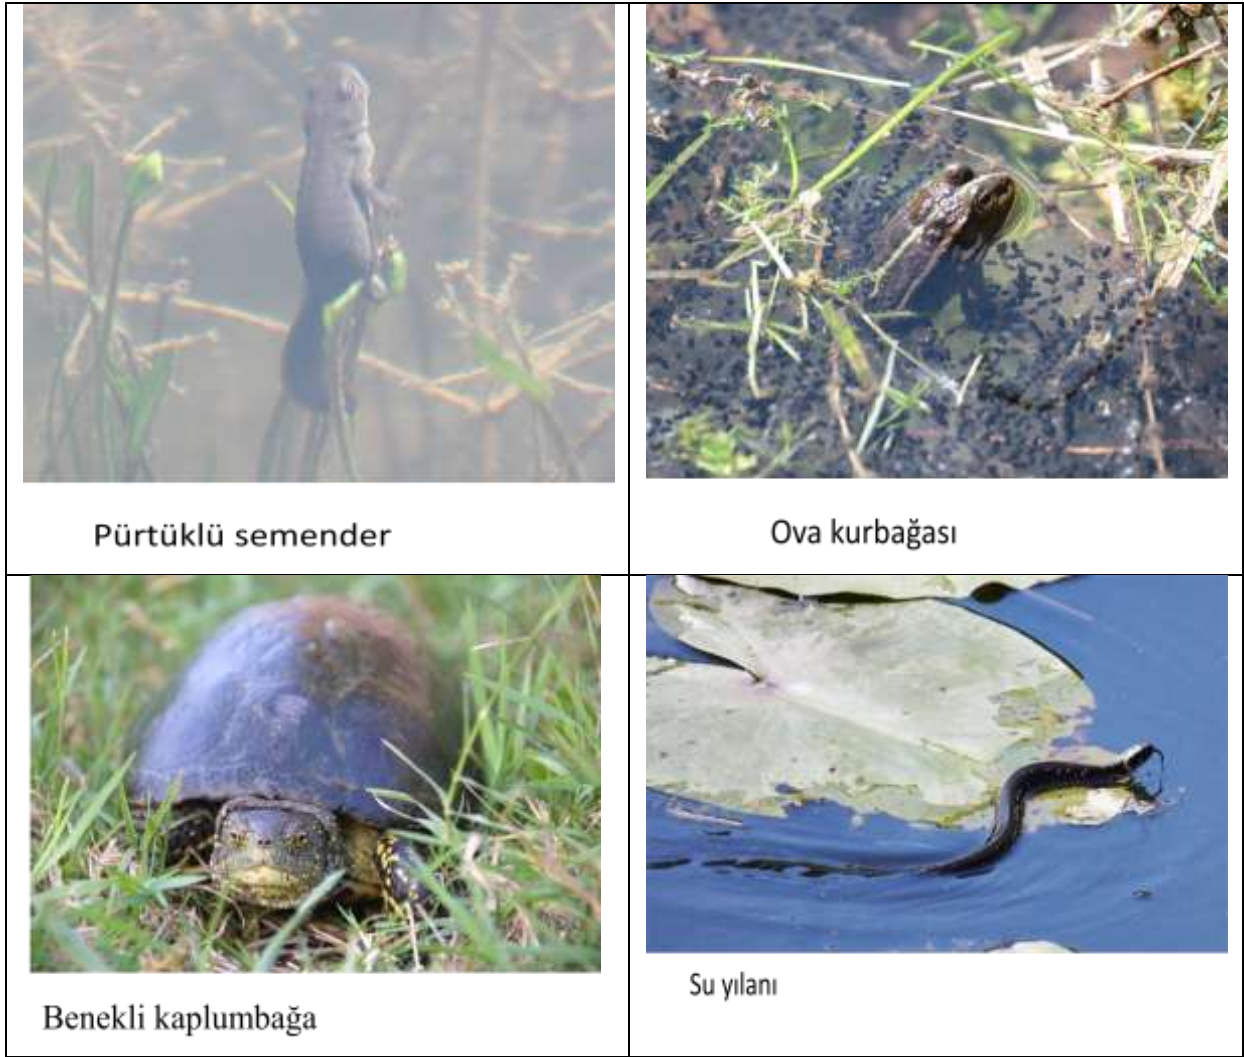 Pürtüklü semender
Ova kurbağası
Benekli kaplumbağa
Su yılanı